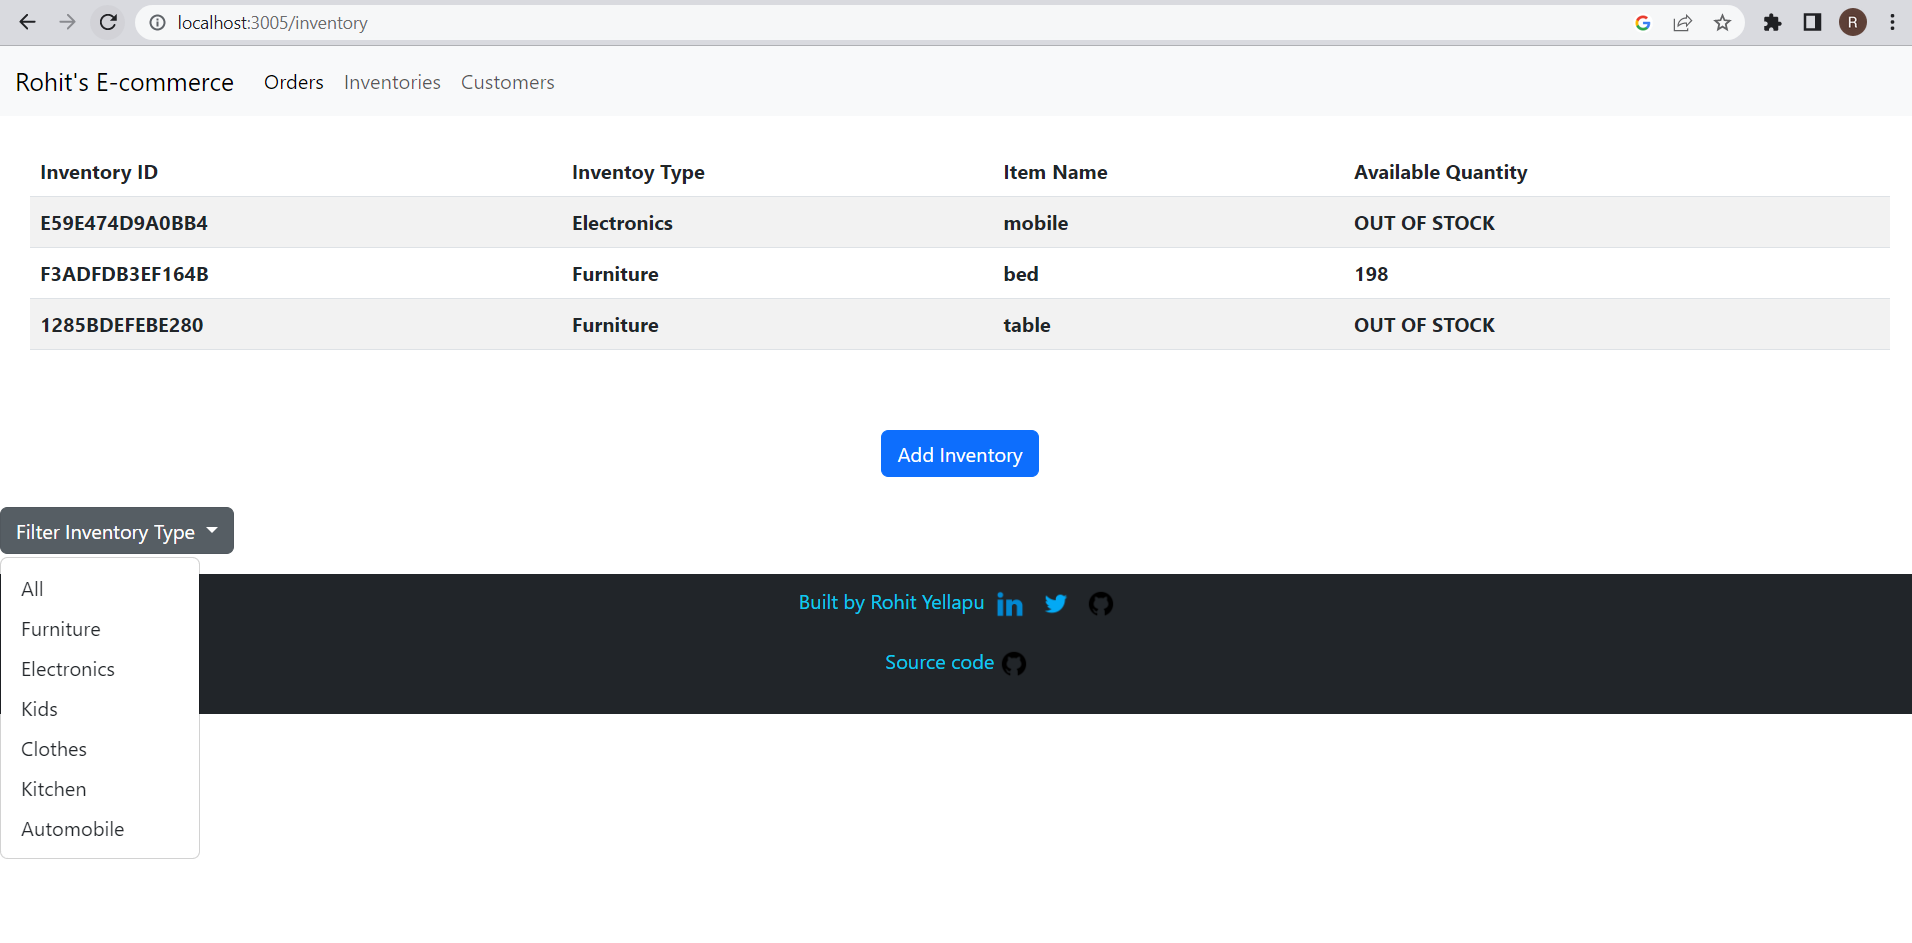 localhost:3005/inventory
R
Rohit's E-commerce Orders Inventories Customers
Inventory ID Inventoy Type Item Name Available Quantity
E59E474D9A0BB4 Electronics mobile OUT OF STOCK
F3ADFDB3EF164B Furniture bed 198
1285BDEFEBE280 Furniture table OUT OF STOCK
Add Inventory
Filter Inventory Type
All
Furniture
Electronics
Kids
Clothes
Kitchen
Automobile
Built by Rohit Yellapu in
Source code